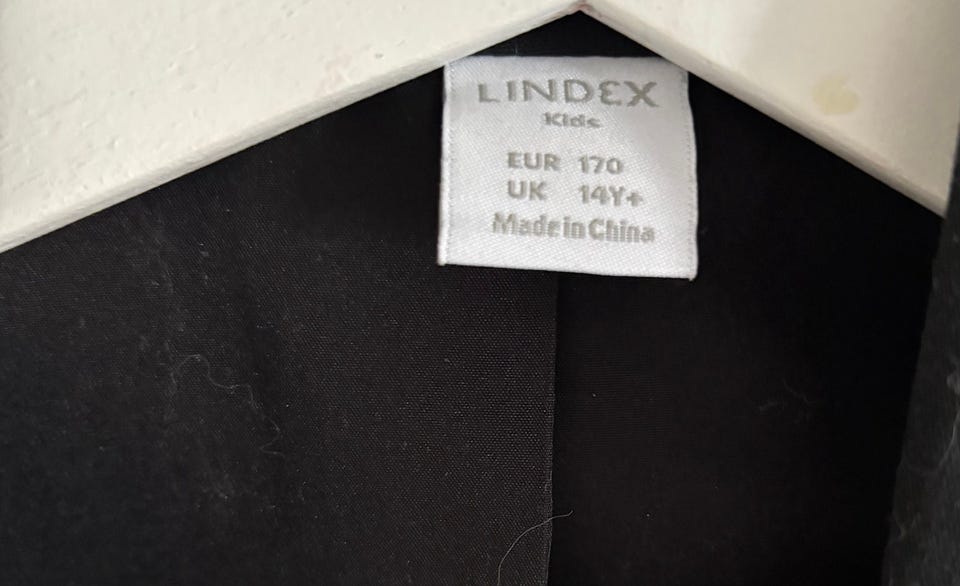 LINDEX
Kids
EUR 170
UK 14Y+
Made in China